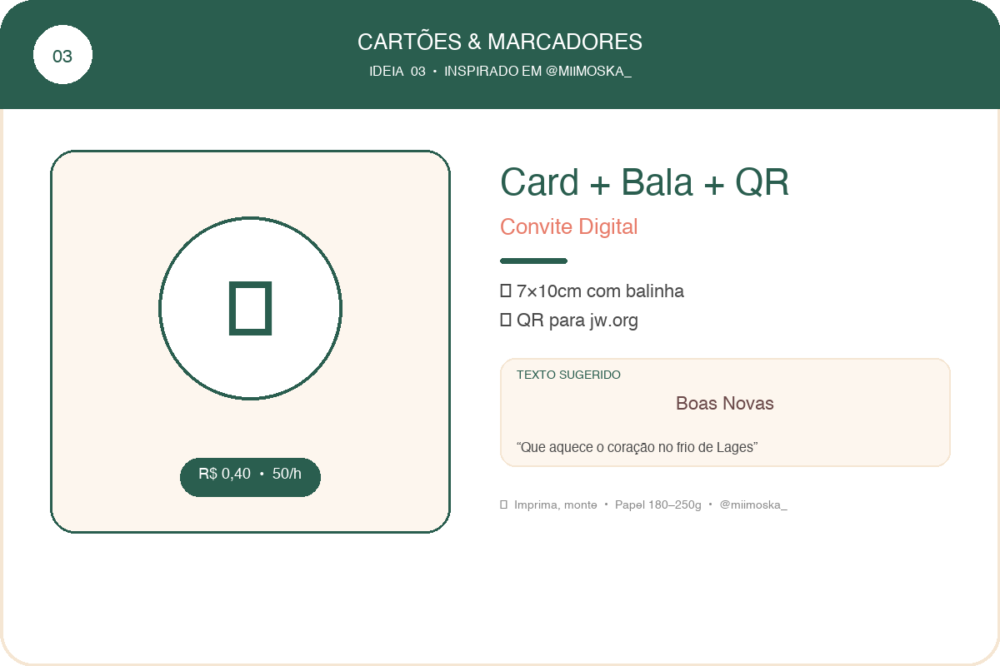 03
CARTÕES & MARCADORES
IDEIA 03 • INSPIRADO EM @MIIMOSKA_
Card + Bala + QR
Convite Digital
7×10cm com balinha
QR para jw.org
TEXTO SUGERIDO
Boas Novas
“Que aquece o coração no frio de Lages”
R$ 0,40 • 50/h
Imprima, monte • Papel 180–250g • @miimoska_